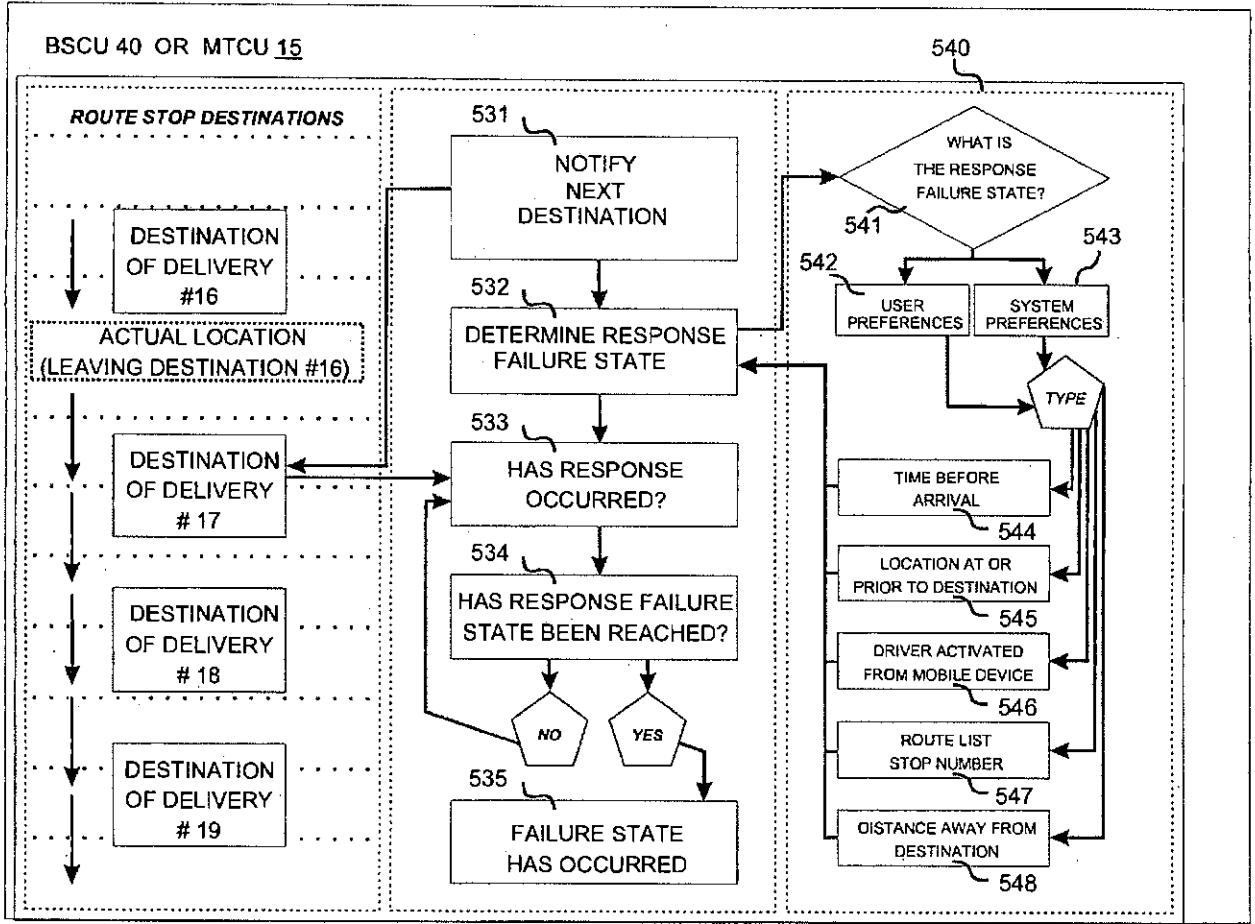 BSCU 40 OR MTCU 15
ROUTE STOP DESTINATIONS
DESTINATION
OF DELIVERY
#16
ACTUAL LOCATION
(LEAVING DESTINATION #16)
DESTINATION
OF DELIVERY
# 17
DESTINATION
OF DELIVERY
# 18
DESTINATION
OF DELIVERY
# 19
531
NOTIFY
NEXT
DESTINATION
532
DETERMINE RESPONSE
FAILURE STATE
533
HAS RESPONSE
OCCURRED?
534
HAS RESPONSE FAILURE
STATE BEEN REACHED?
NO
YES
535
FAILURE STATE
HAS OCCURRED
540
WHAT IS
THE RESPONSE
FAILURE STATE?
541
542
USER
PREFERENCES
543
SYSTEM
PREFERENCES
TYPE
TIME BEFORE
ARRIVAL
544
LOCATION AT OR
PRIOR TO DESTINATION
545
DRIVER ACTIVATED
FROM MOBILE DEVICE
546
ROUTE LIST
STOP NUMBER
547
DISTANCE AWAY FROM
DESTINATION
548